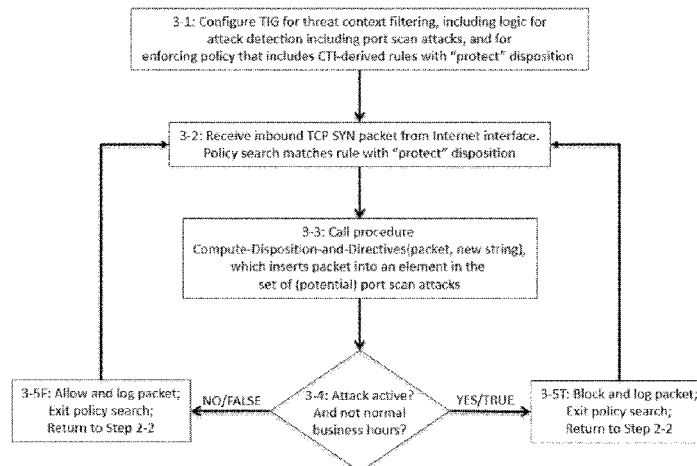 3-1: Configure TIG for threat context filtering, including logic for
attack detection including port scan attacks, and for
enforcing policy that includes CTI-derived rules with "protect" disposition
3-2: Receive inbound TCP SYN packet from Internet interface.
Policy search matches rule with "protect" disposition
3-3: Call procedure
Compute-Disposition-and-Directives(packet, new string),
which inserts packet into an element in the
set of (potential) port scan attacks
3-4: Attack active?
And not normal
business hours?
NO/FALSE
YES/TRUE
3-5F: Allow and log packet;
Exit policy search;
Return to Step 2-2
3-5T: Block and log packet;
Exit policy search;
Return to Step 2-2